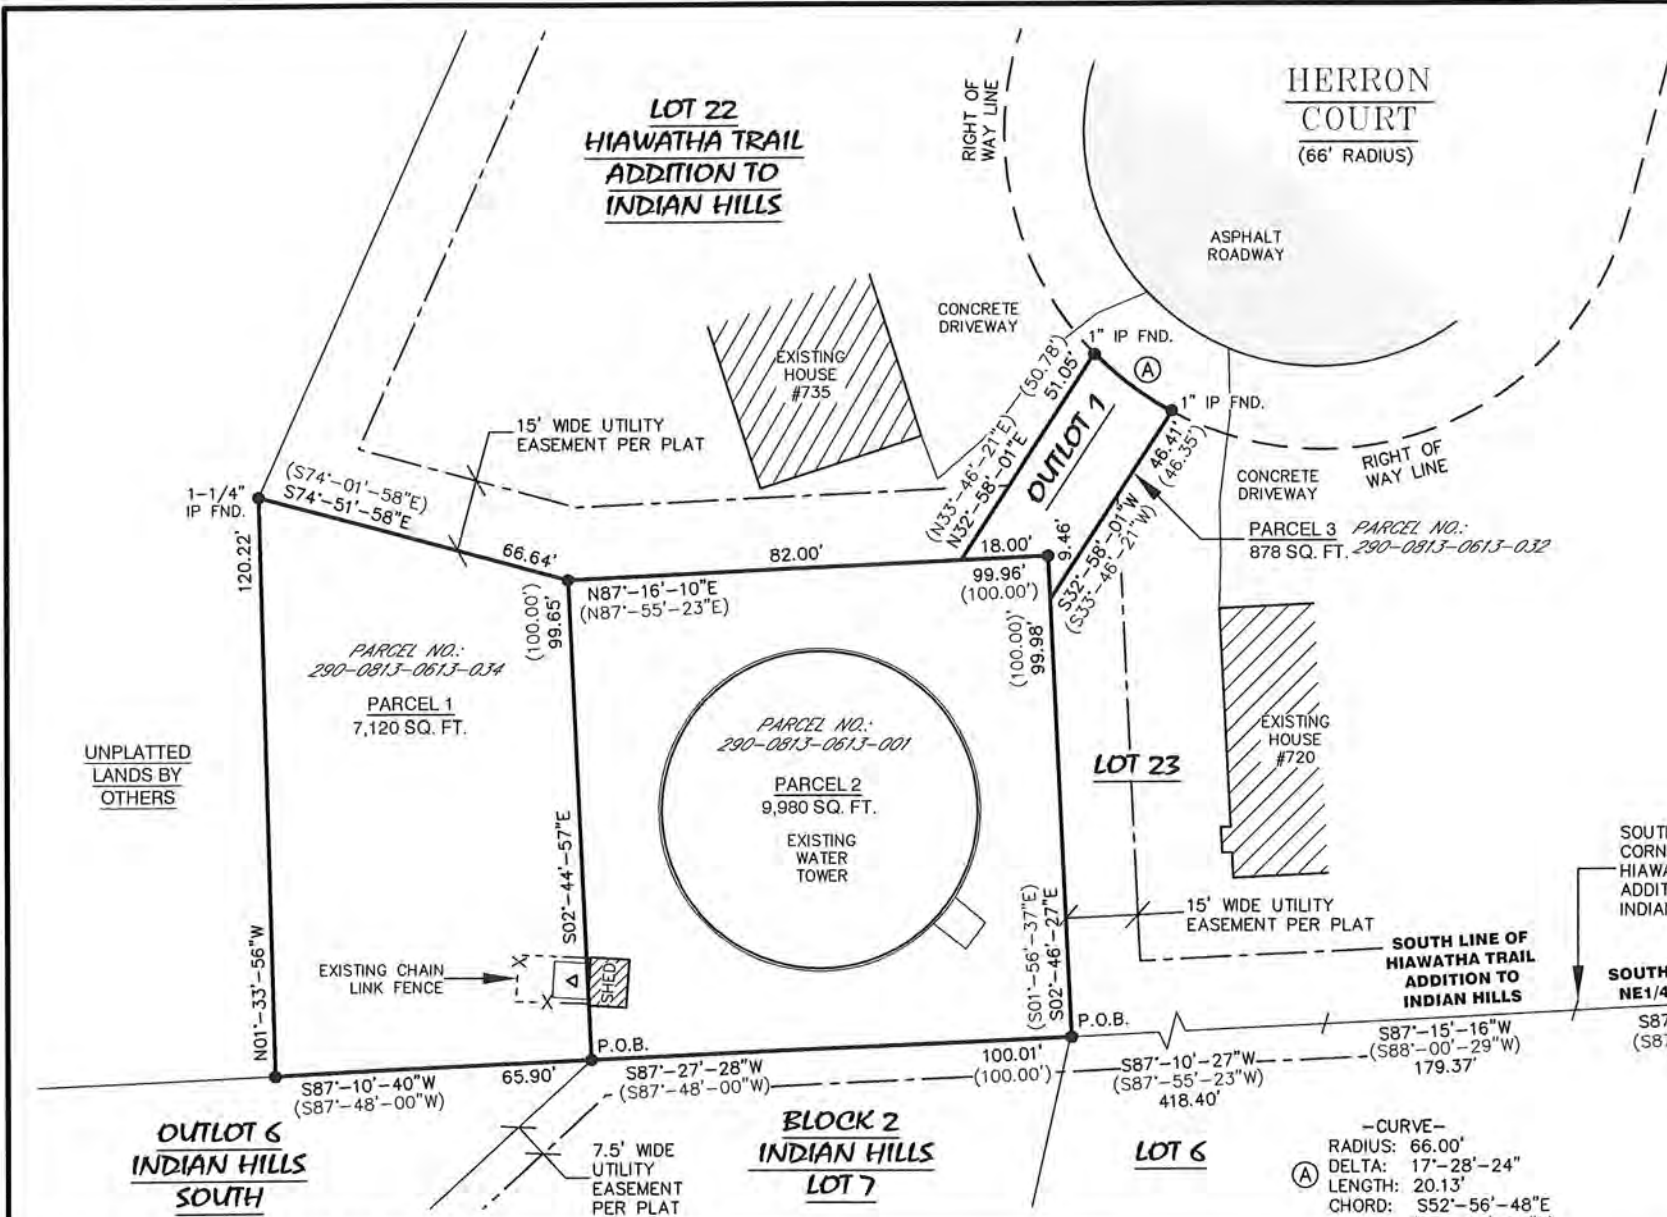 LOT 22
HIAWATHA TRAIL
ADDITION TO
INDIAN HILLS
RIGHT OF
WAY LINE
HERRON
COURT
(66' RADIUS)
ASPHALT
ROADWAY
CONCRETE
DRIVEWAY
EXISTING
HOUSE
#735
15' WIDE UTILITY
EASEMENT PER PLAT
1" IP FND.
Ⓐ
1" IP FND.
(N33°-46'-21"E) (50.78')
N32°-58'-01"E 51.05'
OUTLOT 1
46.41'
(46.35')
S32°-58'-01"W
(S33°-46'-21"W)
9.46'
RIGHT OF
WAY LINE
CONCRETE
DRIVEWAY
PARCEL 3 PARCEL NO.:
878 SQ. FT. 290-0813-0613-032
1-1/4"
IP FND.
(S74°-01'-58"E)
S74°-51'-58"E
66.64'
82.00'
18.00'
N87°-16'-10"E
(N87°-55'-23"E)
99.96'
(100.00')
120.22'
N01°-33'-56"W
(100.00')
99.65'
S02°-44'-57"E
(100.00')
99.98'
(S01°-56'-37"E)
S02°-46'-27"E
PARCEL NO.:
290-0813-0613-034
PARCEL 1
7,120 SQ. FT.
UNPLATTED
LANDS BY
OTHERS
PARCEL NO.:
290-0813-0613-001
PARCEL 2
9,980 SQ. FT.
EXISTING
WATER
TOWER
LOT 23
EXISTING
HOUSE
#720
15' WIDE UTILITY
EASEMENT PER PLAT
EXISTING CHAIN
LINK FENCE
X
X
SHED
SOUTH LINE OF
HIAWATHA TRAIL
ADDITION TO
INDIAN HILLS
SOUT
CORN
HIAWA
ADDIT
INDIAN
SOUTH
NE1/4
P.O.B.
P.O.B.
S87°-10'-40"W
(S87°-48'-00"W)
65.90'
S87°-27'-28"W
(S87°-48'-00"W)
100.01'
(100.00')
S87°-10'-27"W
(S87°-55'-23"W)
418.40'
S87°-15'-16"W
(S88°-00'-29"W)
179.37'
S87
(S87
OUTLOT 6
INDIAN HILLS
SOUTH
7.5' WIDE
UTILITY
EASEMENT
PER PLAT
BLOCK 2
INDIAN HILLS
LOT 7
LOT 6
-CURVE-
Ⓐ
RADIUS: 66.00'
DELTA: 17°-28'-24"
LENGTH: 20.13'
CHORD: S52°-56'-48"E